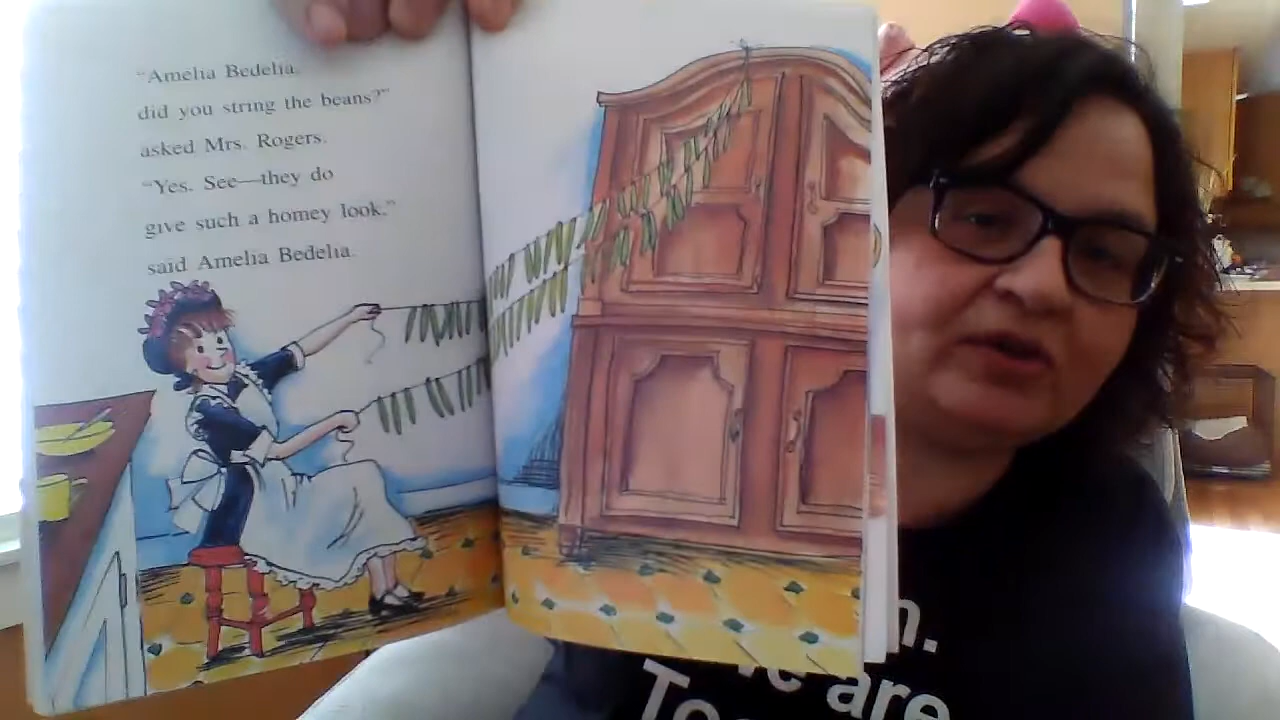 "Amelia Bedelia,
did you string the beans?"
asked Mrs. Rogers.
"Yes. See—they do
give such a homey look."
said Amelia Bedelia.
are